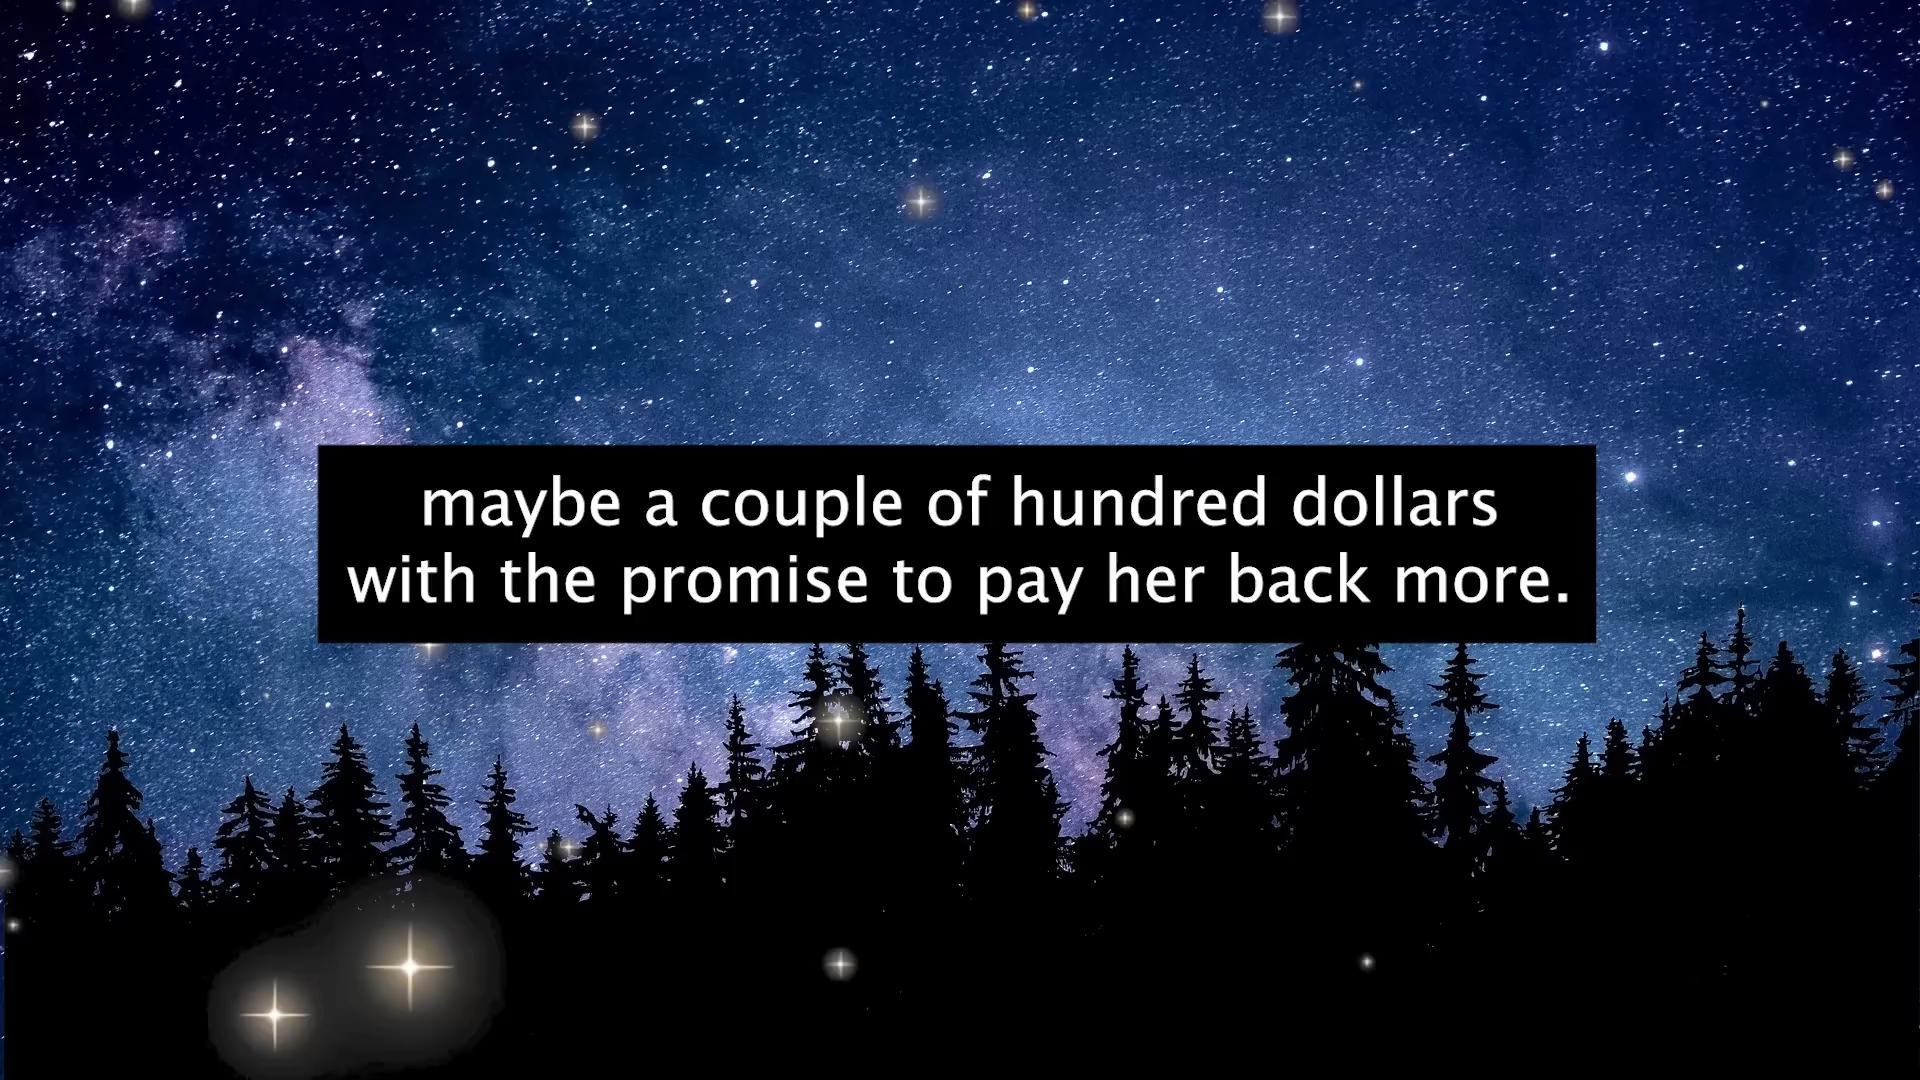 maybe a couple of hundred dollars
with the promise to pay her back more.